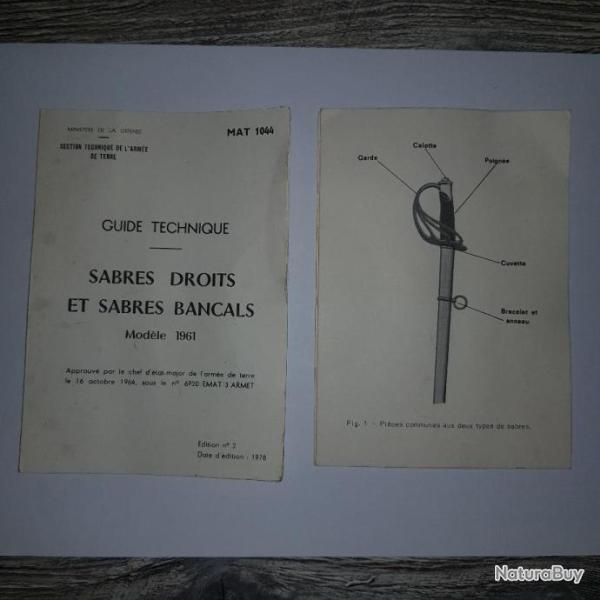 MINISTÈRE DE LA DÉFENSE
MAT 1044
SECTION TECHNIQUE DE L'ARMÉE
DE TERRE
GUIDE TECHNIQUE
SABRES DROITS
ET SABRES BANCALS
Modèle 1961
Approuvé par le chef d'état-major de l'armée de terre
le 16 octobre 1964, sous le n° 6920 EMAT 3 ARMET
Edition n° 2
Date d'édition : 1978
Calotte
Garde
Poignée
Cuvette
Bracelet et
anneau
Fig. 1 - Pièces communes aux deux types de sabres.
NaturaBuy